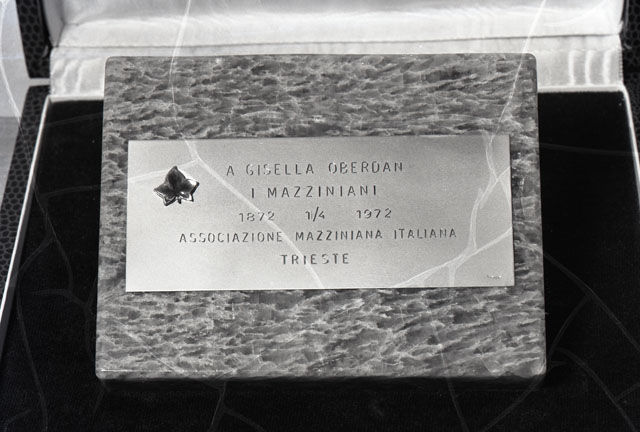 A GISELLA OBERDAN
I MAZZINIANI
1872 1/4 1972
ASSOCIAZIONE MAZZINIANA ITALIANA
TRIESTE